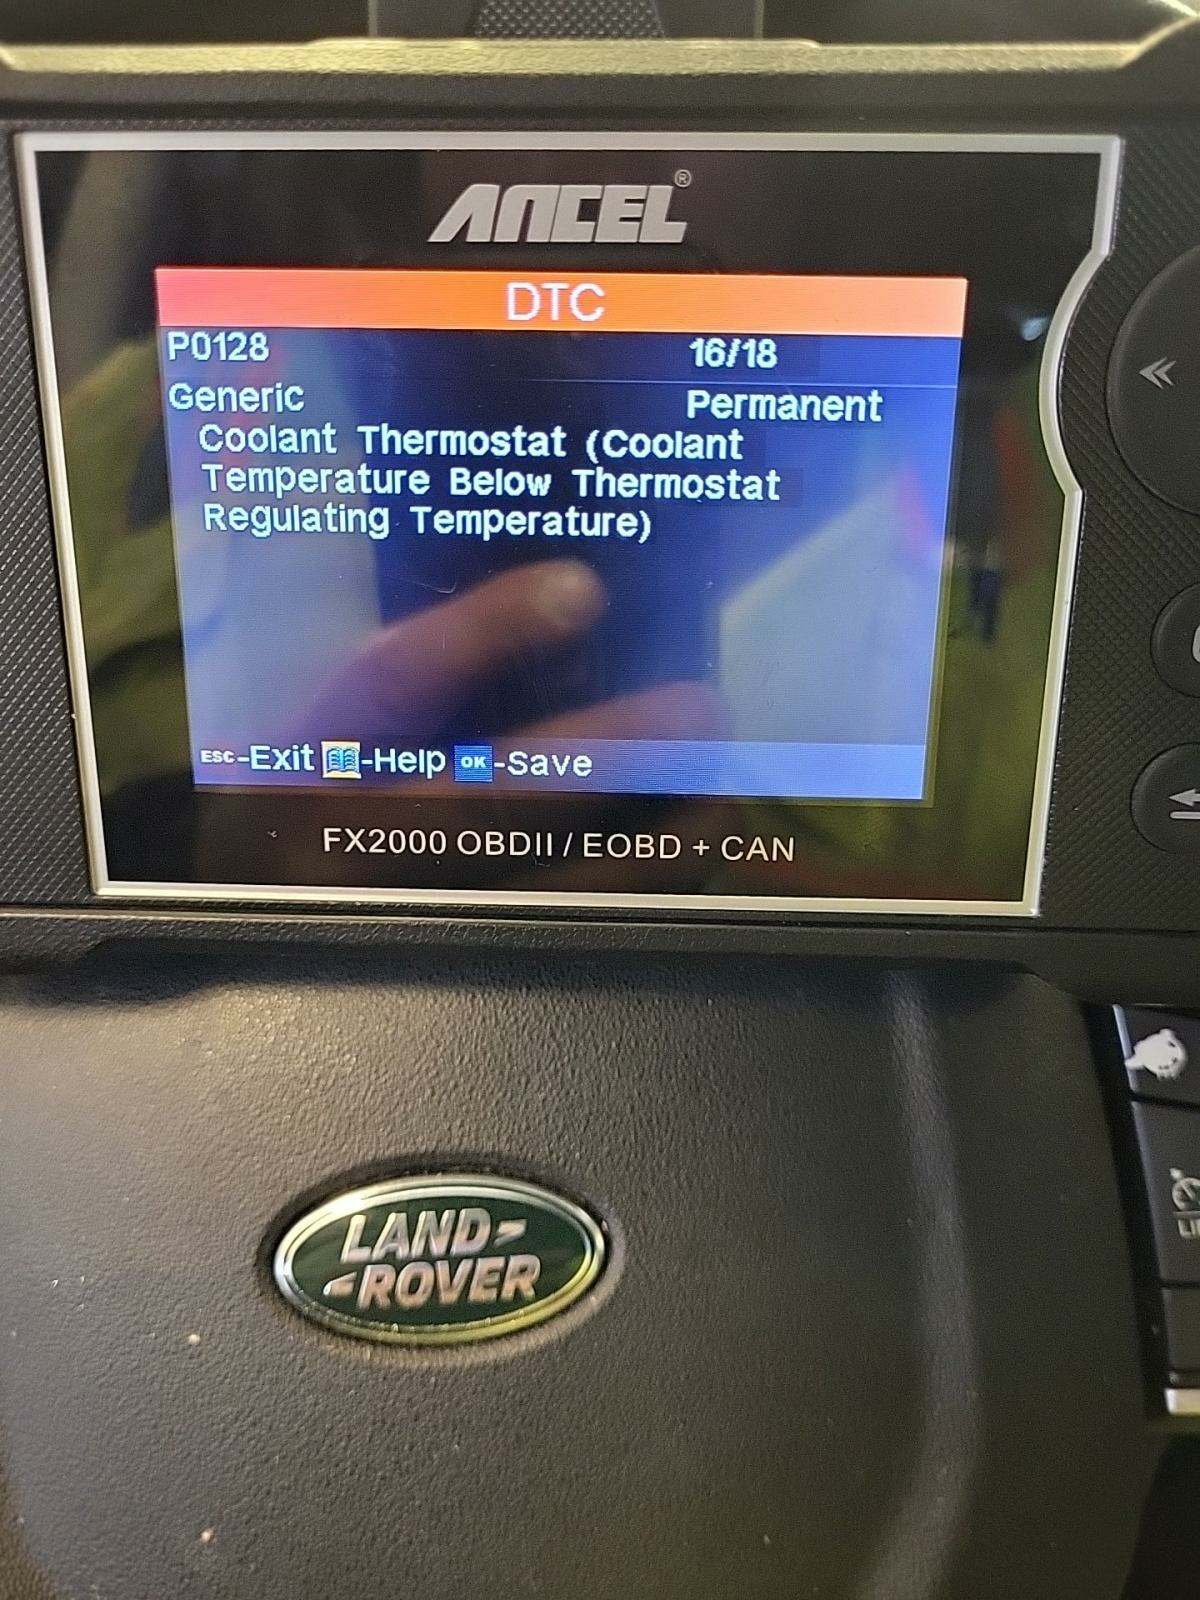 ANCEL®
DTC
P0128 16/18
Generic Permanent
Coolant Thermostat (Coolant
Temperature Below Thermostat
Regulating Temperature)
ESC-Exit -Help OK-Save
FX2000 OBDII / EOBD + CAN
LAND-
-ROVER